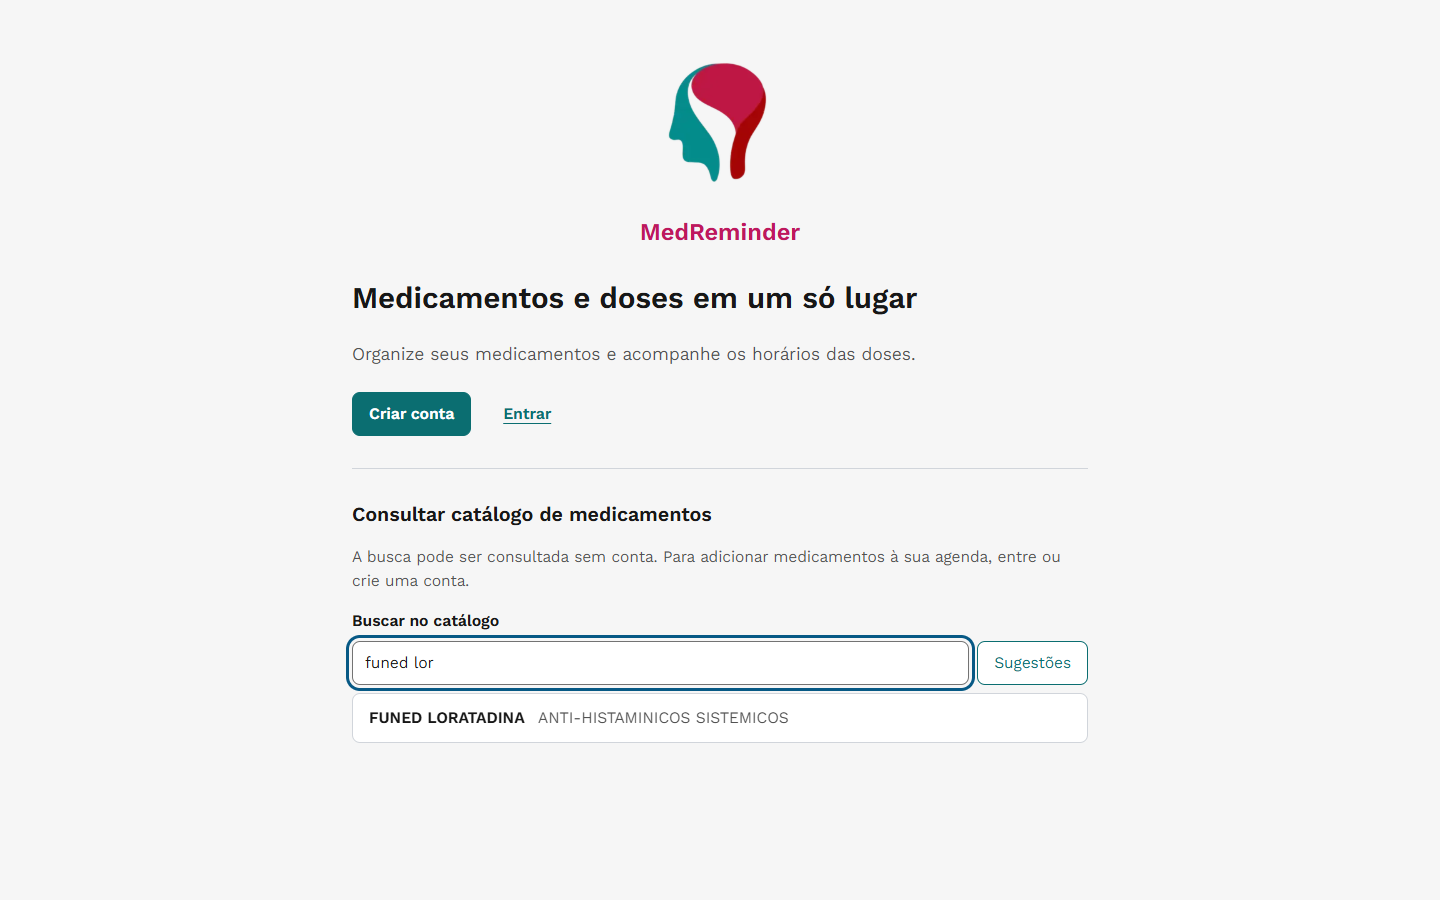 MedReminder
Medicamentos e doses em um só lugar
Organize seus medicamentos e acompanhe os horários das doses.
Criar conta
Entrar
Consultar catálogo de medicamentos
A busca pode ser consultada sem conta. Para adicionar medicamentos à sua agenda, entre ou
crie uma conta.
Buscar no catálogo
funed lor
Sugestões
FUNED LORATADINA ANTI-HISTAMINICOS SISTEMICOS